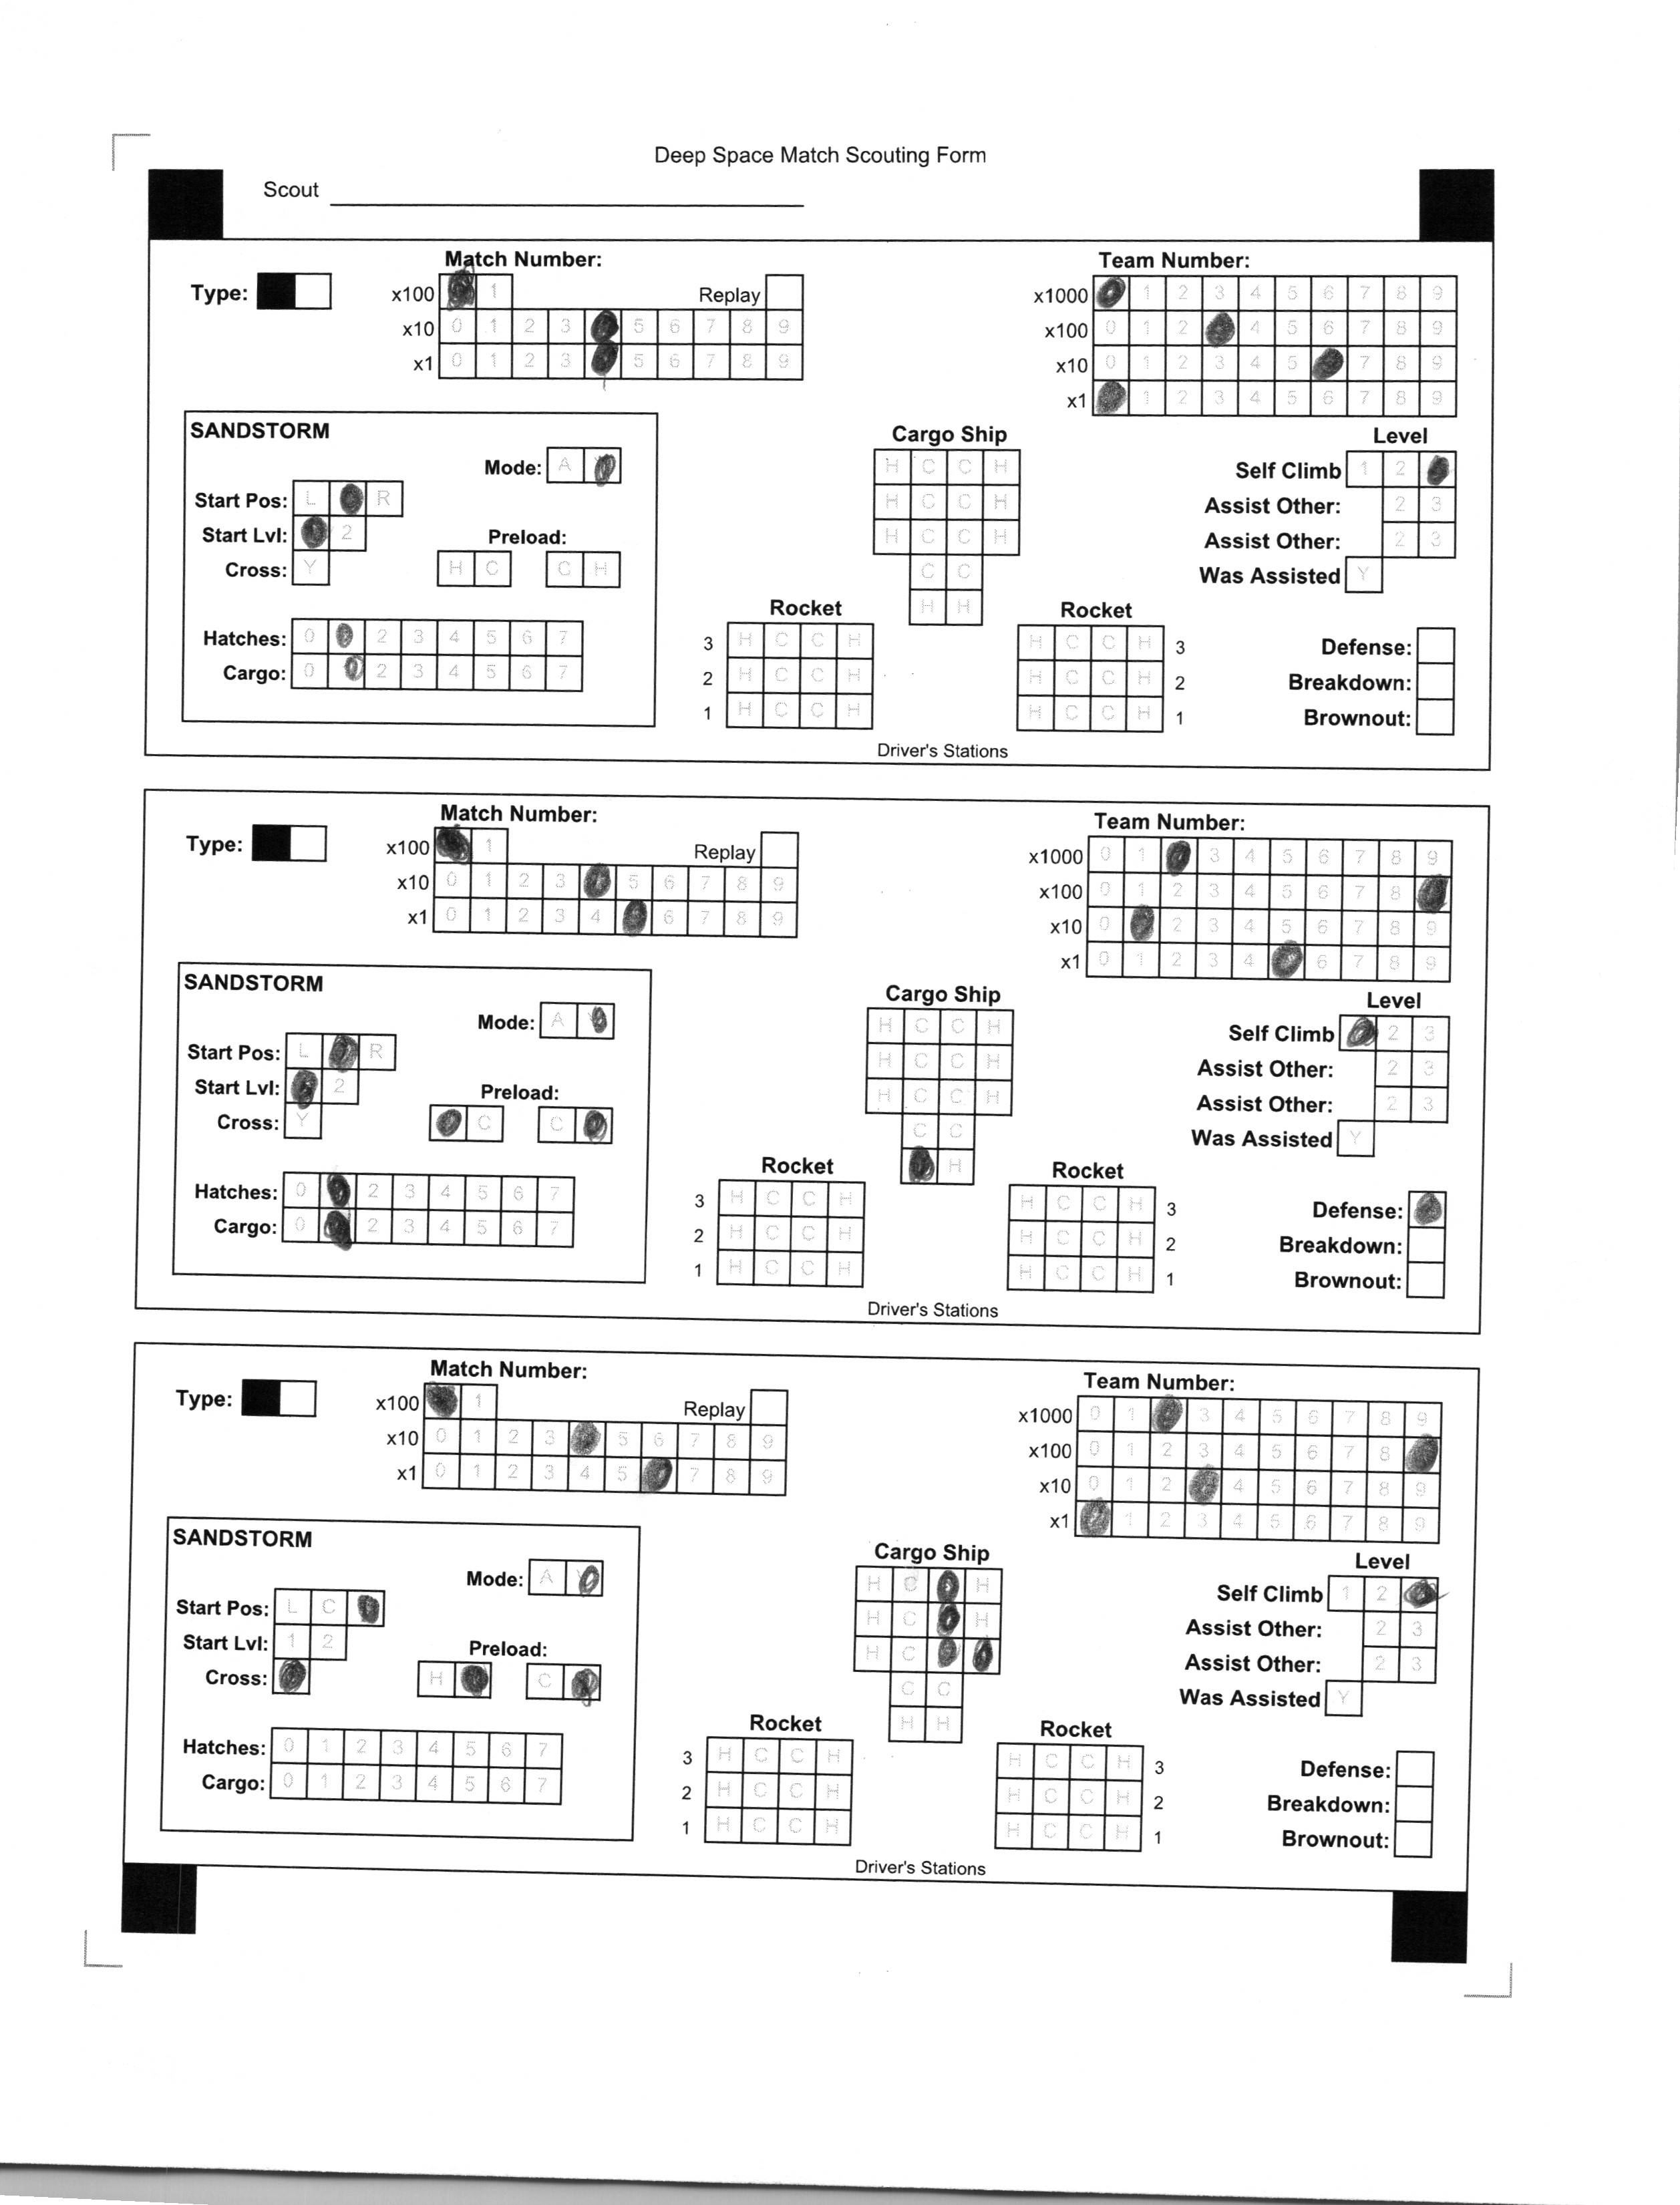 Deep Space Match Scouting Form
Scout
Match Number: Team Number:
Type: x100 1 Replay x1000 1 2 3 4 5 6 7 8 9
x10 0 1 2 3 5 6 7 8 9 x100 0 1 2 4 5 6 7 8 9
x1 0 1 2 3 5 6 7 8 9 x10 0 1 2 3 4 5 7 8 9
x1 1 2 3 4 5 6 7 8 9
SANDSTORM Cargo Ship Level
Mode: A H C C H Self Climb 1 2
Start Pos: L R H C C H Assist Other: 2 3
Start Lvl: 2 Preload: H C C H Assist Other: 2 3
Cross: Y H C C H C C Was Assisted Y
Rocket H H Rocket
Hatches: 0 2 3 4 5 6 7 3 H C C H H C C H 3 Defense:
Cargo: 0 2 3 4 5 6 7 2 H C C H H C C H 2 Breakdown:
1 H C C H H C C H 1 Brownout:
Driver's Stations
Match Number: Team Number:
Type: x100 1 Replay x1000 0 1 3 4 5 6 7 8 9
x10 0 1 2 3 5 6 7 8 9 x100 0 1 2 3 4 5 6 7 8
x1 0 1 2 3 4 6 7 8 9 x10 0 2 3 4 5 6 7 8 9
x1 0 1 2 3 4 6 7 8 9
SANDSTORM Cargo Ship Level
Mode: A H C C H Self Climb 2 3
Start Pos: L R H C C H Assist Other: 2 3
Start Lvl: 2 Preload: H C C H Assist Other: 2 3
Cross: Y C C C C Was Assisted Y
Rocket H Rocket
Hatches: 0 2 3 4 5 6 7 3 H C C H H C C H 3 Defense:
Cargo: 0 2 3 4 5 6 7 2 H C C H H C C H 2 Breakdown:
1 H C C H H C C H 1 Brownout:
Driver's Stations
Match Number: Team Number:
Type: x100 1 Replay x1000 0 1 3 4 5 6 7 8 9
x10 0 1 2 3 5 6 7 8 9 x100 0 1 2 3 4 5 6 7 8
x1 0 1 2 3 4 5 7 8 9 x10 0 1 2 4 5 6 7 8 9
x1 1 2 3 4 5 6 7 8 9
SANDSTORM Cargo Ship Level
Mode: A H C H Self Climb 1 2
Start Pos: L C H C H Assist Other: 2 3
Start Lvl: 1 2 Preload: H C Assist Other: 2 3
Cross: H C C C Was Assisted Y
Rocket H H Rocket
Hatches: 0 1 2 3 4 5 6 7 3 H C C H H C C H 3 Defense:
Cargo: 0 1 2 3 4 5 6 7 2 H C C H H C C H 2 Breakdown:
1 H C C H H C C H 1 Brownout:
Driver's Stations